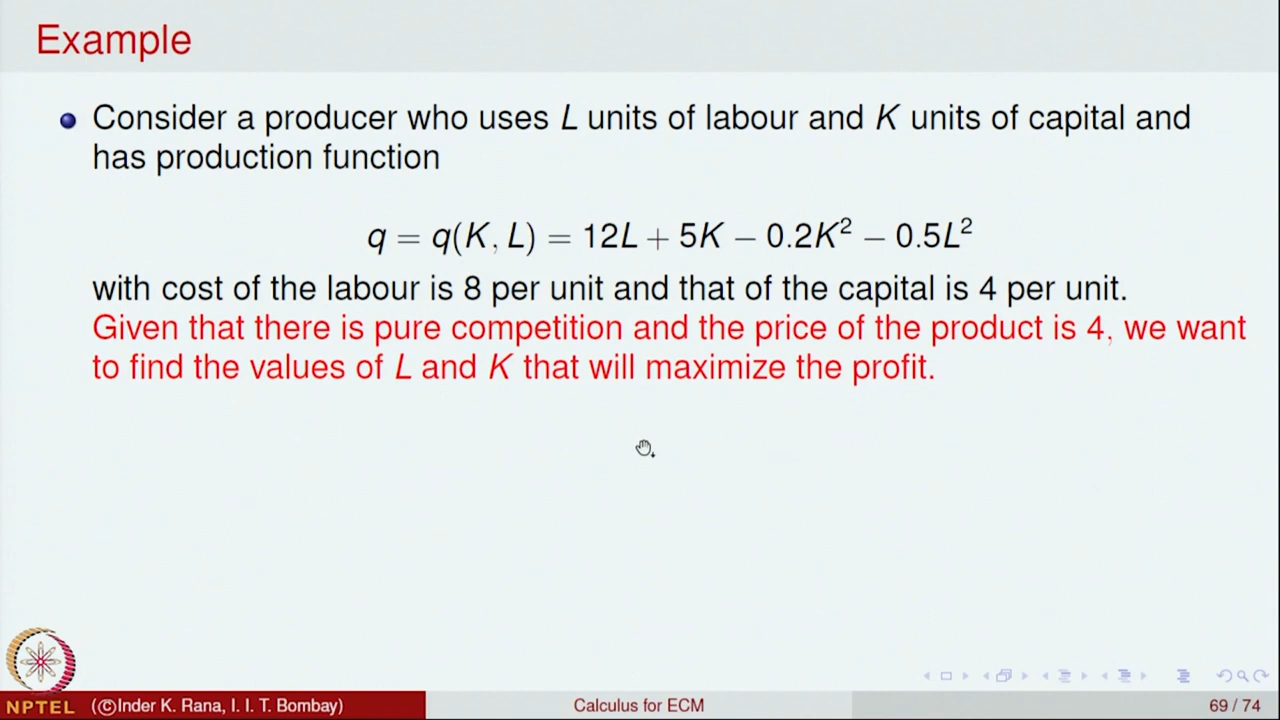 Example
Consider a producer who uses L units of labour and K units of capital and
has production function
q = q(K, L) = 12L + 5K − 0.2K² − 0.5L²
with cost of the labour is 8 per unit and that of the capital is 4 per unit.
Given that there is pure competition and the price of the product is 4, we want
to find the values of L and K that will maximize the profit.
NPTEL
(©Inder K. Rana, I. I. T. Bombay)
Calculus for ECM
69 / 74